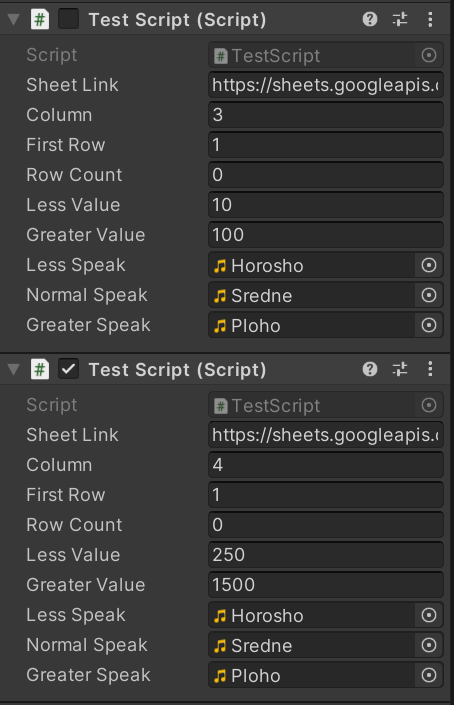 # Test Script (Script)
Script # TestScript
Sheet Link https://sheets.googleapis.c
Column 3
First Row 1
Row Count 0
Less Value 10
Greater Value 100
Less Speak Horosho
Normal Speak Sredne
Greater Speak Ploho
# Test Script (Script)
Script # TestScript
Sheet Link https://sheets.googleapis.c
Column 4
First Row 1
Row Count 0
Less Value 250
Greater Value 1500
Less Speak Horosho
Normal Speak Sredne
Greater Speak Ploho